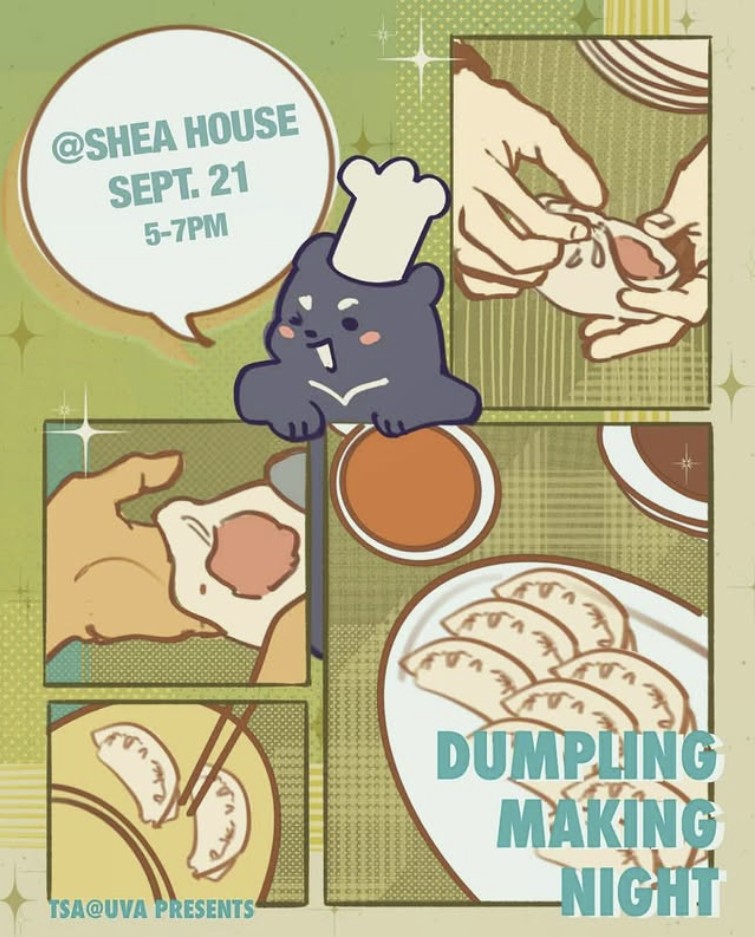 @SHEA HOUSE
SEPT. 21
5-7PM
DUMPLING
MAKING
NIGHT
TSA@UVA PRESENTS